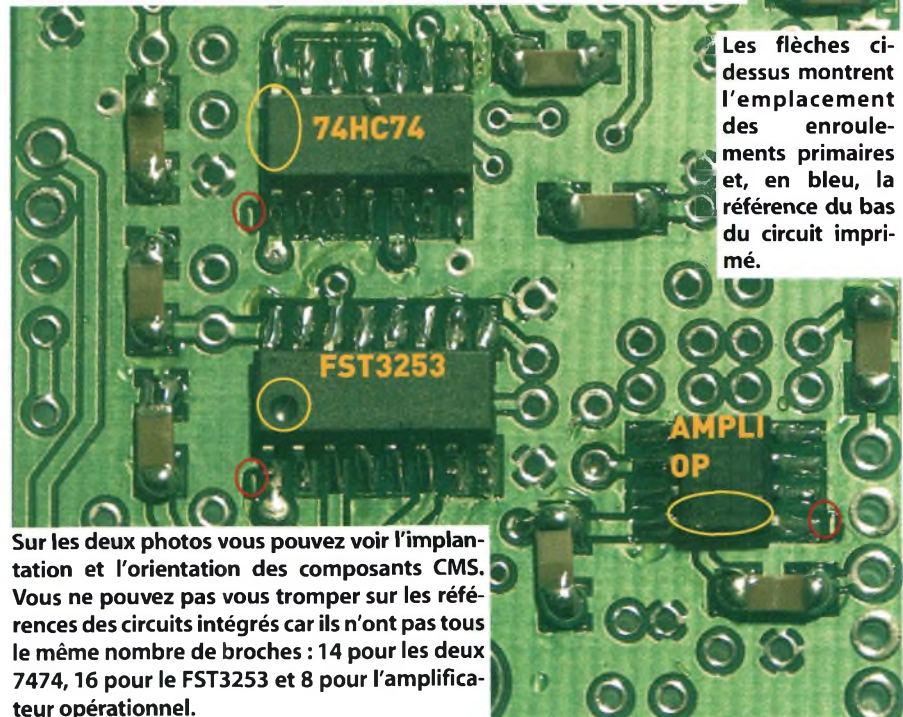 Les flèches ci-
dessus montrent
l'emplacement
des enroule-
ments primaires
et, en bleu, la
référence du bas
du circuit impri-
mé.
74HC74
FST3253
AMPLI
OP
Sur les deux photos vous pouvez voir l'implan-
tation et l'orientation des composants CMS.
Vous ne pouvez pas vous tromper sur les réfé-
rences des circuits intégrés car ils n'ont pas tous
le même nombre de broches : 14 pour les deux
7474, 16 pour le FST3253 et 8 pour l'amplifica-
teur opérationnel.